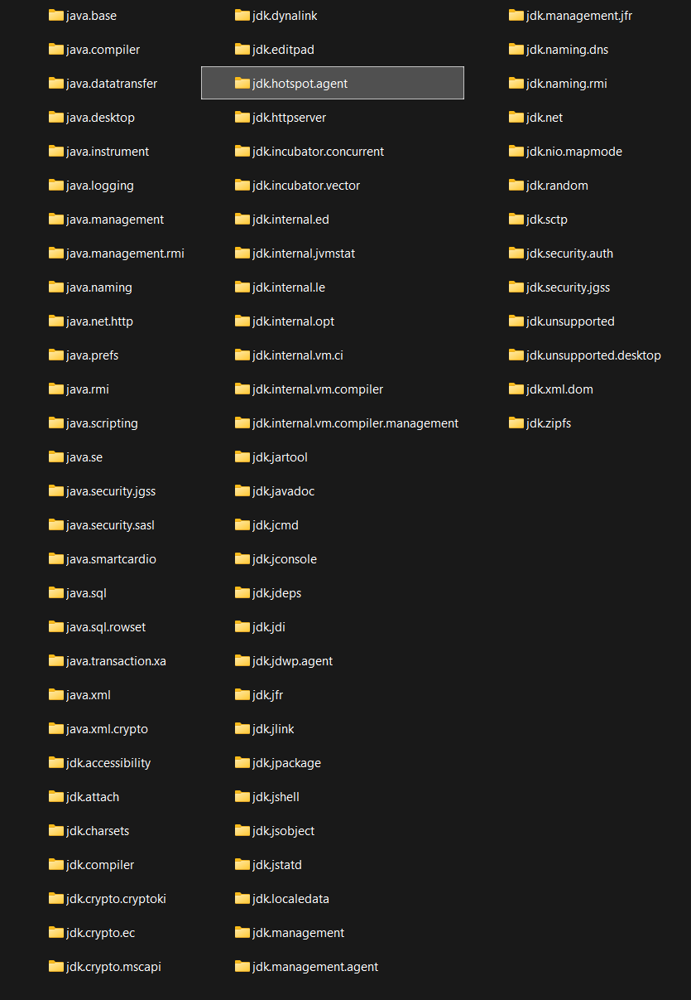 java.base
java.compiler
java.datatransfer
java.desktop
java.instrument
java.logging
java.management
java.management.rmi
java.naming
java.net.http
java.prefs
java.rmi
java.scripting
java.se
java.security.jgss
java.security.sasl
java.smartcardio
java.sql
java.sql.rowset
java.transaction.xa
java.xml
java.xml.crypto
jdk.accessibility
jdk.attach
jdk.charsets
jdk.compiler
jdk.crypto.cryptoki
jdk.crypto.ec
jdk.crypto.mscapi
jdk.dynalink
jdk.editpad
jdk.hotspot.agent
jdk.httpserver
jdk.incubator.concurrent
jdk.incubator.vector
jdk.internal.ed
jdk.internal.jvmstat
jdk.internal.le
jdk.internal.opt
jdk.internal.vm.ci
jdk.internal.vm.compiler
jdk.internal.vm.compiler.management
jdk.jartool
jdk.javadoc
jdk.jcmd
jdk.jconsole
jdk.jdeps
jdk.jdi
jdk.jdwp.agent
jdk.jfr
jdk.jlink
jdk.jpackage
jdk.jshell
jdk.jsobject
jdk.jstatd
jdk.localedata
jdk.management
jdk.management.agent
jdk.management.jfr
jdk.naming.dns
jdk.naming.rmi
jdk.net
jdk.nio.mapmode
jdk.random
jdk.sctp
jdk.security.auth
jdk.security.jgss
jdk.unsupported
jdk.unsupported.desktop
jdk.xml.dom
jdk.zipfs